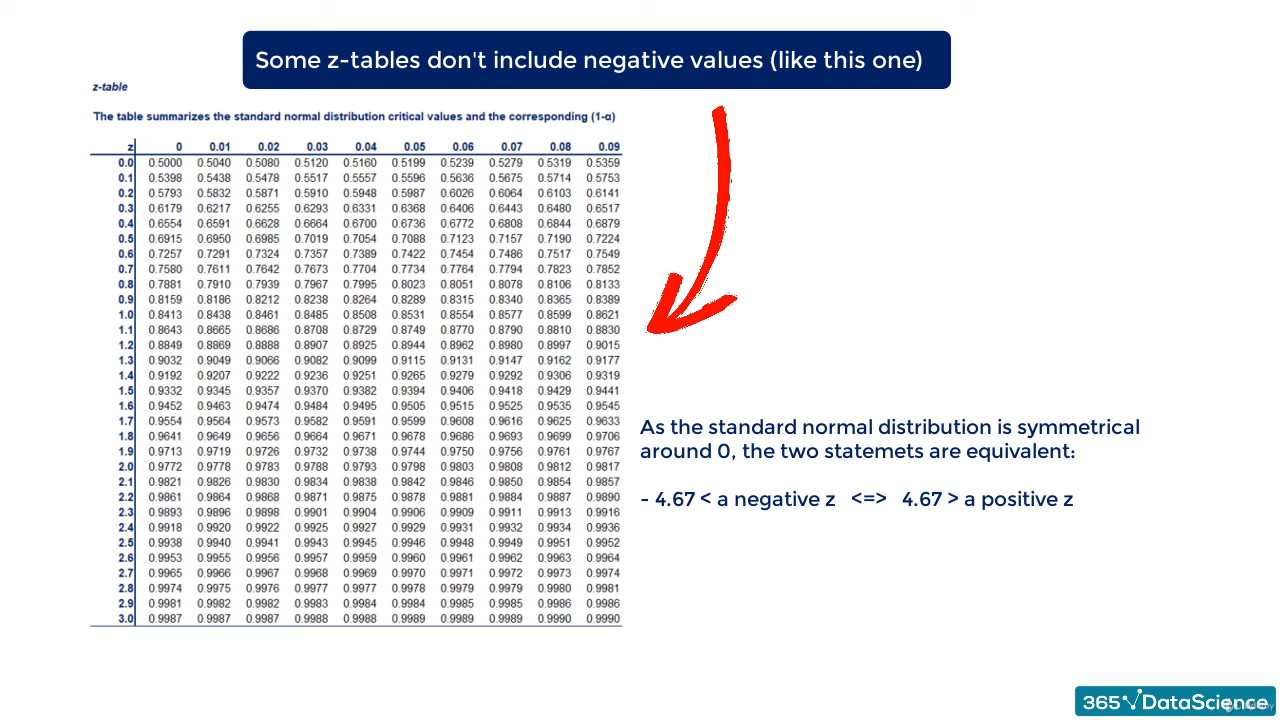 Some z-tables don't include negative values (like this one)
z-table
The table summarizes the standard normal distribution critical values and the corresponding (1-α)
z 0 0.01 0.02 0.03 0.04 0.05 0.06 0.07 0.08 0.09
0.0 0.5000 0.5040 0.5080 0.5120 0.5160 0.5199 0.5239 0.5279 0.5319 0.5359
0.1 0.5398 0.5438 0.5478 0.5517 0.5557 0.5596 0.5636 0.5675 0.5714 0.5753
0.2 0.5793 0.5832 0.5871 0.5910 0.5948 0.5987 0.6026 0.6064 0.6103 0.6141
0.3 0.6179 0.6217 0.6255 0.6293 0.6331 0.6368 0.6406 0.6443 0.6480 0.6517
0.4 0.6554 0.6591 0.6628 0.6664 0.6700 0.6736 0.6772 0.6808 0.6844 0.6879
0.5 0.6915 0.6950 0.6985 0.7019 0.7054 0.7088 0.7123 0.7157 0.7190 0.7224
0.6 0.7257 0.7291 0.7324 0.7357 0.7389 0.7422 0.7454 0.7486 0.7517 0.7549
0.7 0.7580 0.7611 0.7642 0.7673 0.7704 0.7734 0.7764 0.7794 0.7823 0.7852
0.8 0.7881 0.7910 0.7939 0.7967 0.7995 0.8023 0.8051 0.8078 0.8106 0.8133
0.9 0.8159 0.8186 0.8212 0.8238 0.8264 0.8289 0.8315 0.8340 0.8365 0.8389
1.0 0.8413 0.8438 0.8461 0.8485 0.8508 0.8531 0.8554 0.8577 0.8599 0.8621
1.1 0.8643 0.8665 0.8686 0.8708 0.8729 0.8749 0.8770 0.8790 0.8810 0.8830
1.2 0.8849 0.8869 0.8888 0.8907 0.8925 0.8944 0.8962 0.8980 0.8997 0.9015
1.3 0.9032 0.9049 0.9066 0.9082 0.9099 0.9115 0.9131 0.9147 0.9162 0.9177
1.4 0.9192 0.9207 0.9222 0.9236 0.9251 0.9265 0.9279 0.9292 0.9306 0.9319
1.5 0.9332 0.9345 0.9357 0.9370 0.9382 0.9394 0.9406 0.9418 0.9429 0.9441
1.6 0.9452 0.9463 0.9474 0.9484 0.9495 0.9505 0.9515 0.9525 0.9535 0.9545
1.7 0.9554 0.9564 0.9573 0.9582 0.9591 0.9599 0.9608 0.9616 0.9625 0.9633
1.8 0.9641 0.9649 0.9656 0.9664 0.9671 0.9678 0.9686 0.9693 0.9699 0.9706
1.9 0.9713 0.9719 0.9726 0.9732 0.9738 0.9744 0.9750 0.9756 0.9761 0.9767
2.0 0.9772 0.9778 0.9783 0.9788 0.9793 0.9798 0.9803 0.9808 0.9812 0.9817
2.1 0.9821 0.9826 0.9830 0.9834 0.9838 0.9842 0.9846 0.9850 0.9854 0.9857
2.2 0.9861 0.9864 0.9868 0.9871 0.9875 0.9878 0.9881 0.9884 0.9887 0.9890
2.3 0.9893 0.9896 0.9898 0.9901 0.9904 0.9906 0.9909 0.9911 0.9913 0.9916
2.4 0.9918 0.9920 0.9922 0.9925 0.9927 0.9929 0.9931 0.9932 0.9934 0.9936
2.5 0.9938 0.9940 0.9941 0.9943 0.9945 0.9946 0.9948 0.9949 0.9951 0.9952
2.6 0.9953 0.9955 0.9956 0.9957 0.9959 0.9960 0.9961 0.9962 0.9963 0.9964
2.7 0.9965 0.9966 0.9967 0.9968 0.9969 0.9970 0.9971 0.9972 0.9973 0.9974
2.8 0.9974 0.9975 0.9976 0.9977 0.9977 0.9978 0.9979 0.9979 0.9980 0.9981
2.9 0.9981 0.9982 0.9982 0.9983 0.9984 0.9984 0.9985 0.9985 0.9986 0.9986
3.0 0.9987 0.9987 0.9987 0.9988 0.9988 0.9989 0.9989 0.9989 0.9990 0.9990
As the standard normal distribution is symmetrical
around 0, the two statemets are equivalent:
- 4.67 < a negative z <=> 4.67 > a positive z
365 DataScience